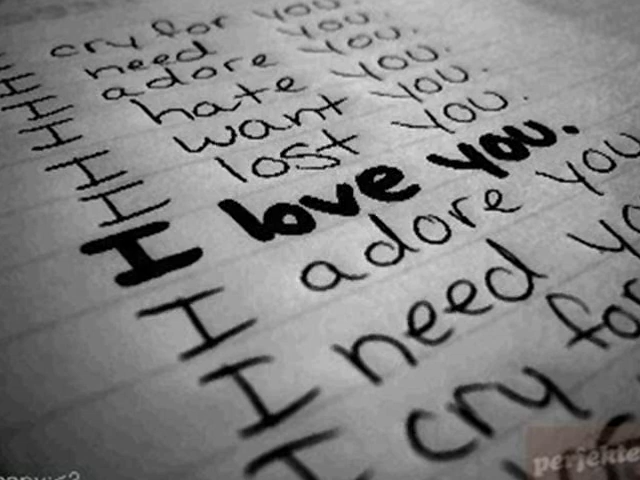 I cry for you.
I need you.
I adore you.
I hate you.
I want you.
I lost you.
I love you.
I adore you
I need yo
I cry for
perjente